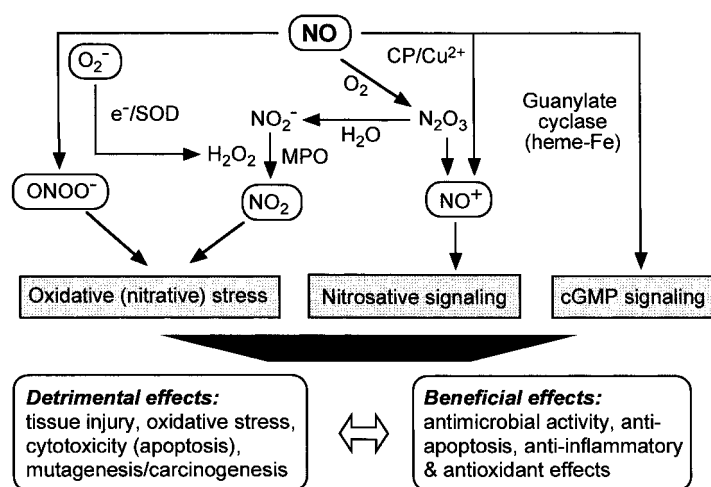 NO
O₂⁻
CP/Cu²⁺
O₂
e⁻/SOD
NO₂⁻
N₂O₃
Guanylate
cyclase
(heme-Fe)
H₂O
H₂O₂
MPO
ONOO⁻
NO₂
NO⁺
Oxidative (nitrative) stress
Nitrosative signaling
cGMP signaling
Detrimental effects:
tissue injury, oxidative stress,
cytotoxicity (apoptosis),
mutagenesis/carcinogenesis
Beneficial effects:
antimicrobial activity, anti-
apoptosis, anti-inflammatory
& antioxidant effects